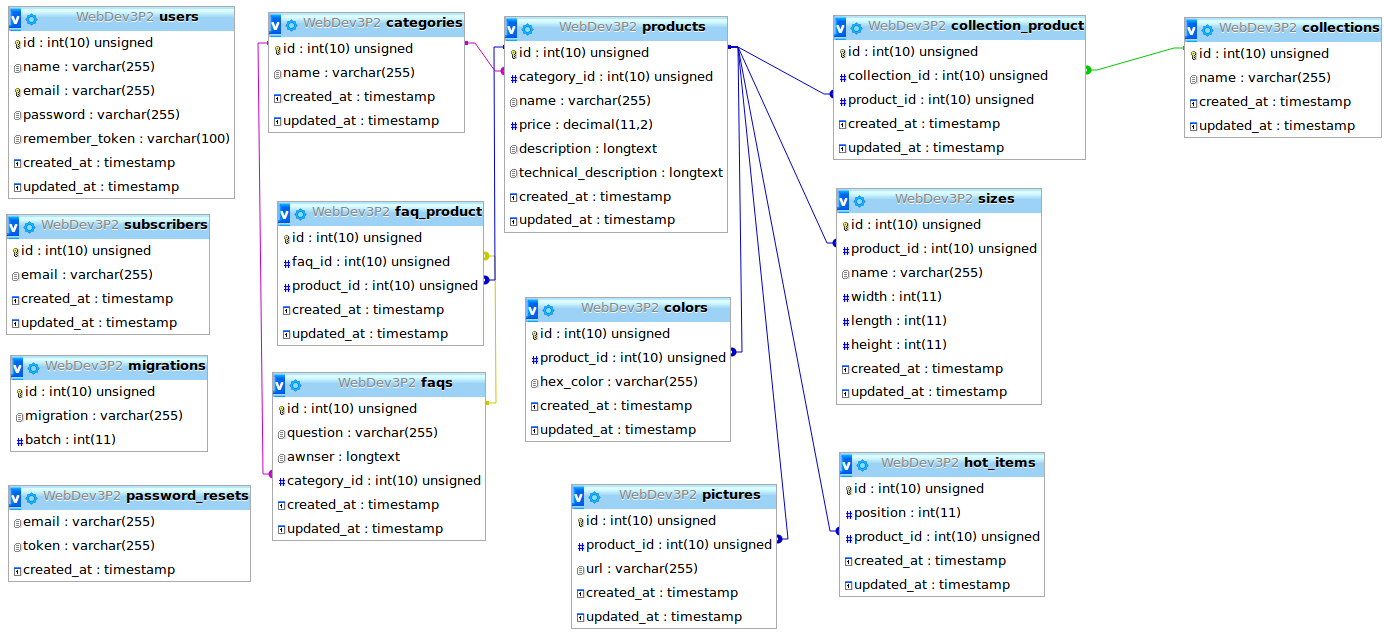 WebDev3P2 users
id : int(10) unsigned
name : varchar(255)
email : varchar(255)
password : varchar(255)
remember_token : varchar(100)
created_at : timestamp
updated_at : timestamp
WebDev3P2 subscribers
id : int(10) unsigned
email : varchar(255)
created_at : timestamp
updated_at : timestamp
WebDev3P2 migrations
id : int(10) unsigned
migration : varchar(255)
batch : int(11)
WebDev3P2 password_resets
email : varchar(255)
token : varchar(255)
created_at : timestamp
WebDev3P2 categories
id : int(10) unsigned
name : varchar(255)
created_at : timestamp
updated_at : timestamp
WebDev3P2 faq_product
id : int(10) unsigned
faq_id : int(10) unsigned
product_id : int(10) unsigned
created_at : timestamp
updated_at : timestamp
WebDev3P2 faqs
id : int(10) unsigned
question : varchar(255)
awnser : longtext
category_id : int(10) unsigned
created_at : timestamp
updated_at : timestamp
WebDev3P2 products
id : int(10) unsigned
category_id : int(10) unsigned
name : varchar(255)
price : decimal(11,2)
description : longtext
technical_description : longtext
created_at : timestamp
updated_at : timestamp
WebDev3P2 colors
id : int(10) unsigned
product_id : int(10) unsigned
hex_color : varchar(255)
created_at : timestamp
updated_at : timestamp
WebDev3P2 pictures
id : int(10) unsigned
product_id : int(10) unsigned
url : varchar(255)
created_at : timestamp
updated_at : timestamp
WebDev3P2 collection_product
id : int(10) unsigned
collection_id : int(10) unsigned
product_id : int(10) unsigned
created_at : timestamp
updated_at : timestamp
WebDev3P2 sizes
id : int(10) unsigned
product_id : int(10) unsigned
name : varchar(255)
width : int(11)
length : int(11)
height : int(11)
created_at : timestamp
updated_at : timestamp
WebDev3P2 hot_items
id : int(10) unsigned
position : int(11)
product_id : int(10) unsigned
created_at : timestamp
updated_at : timestamp
WebDev3P2 collections
id : int(10) unsigned
name : varchar(255)
created_at : timestamp
updated_at : timestamp